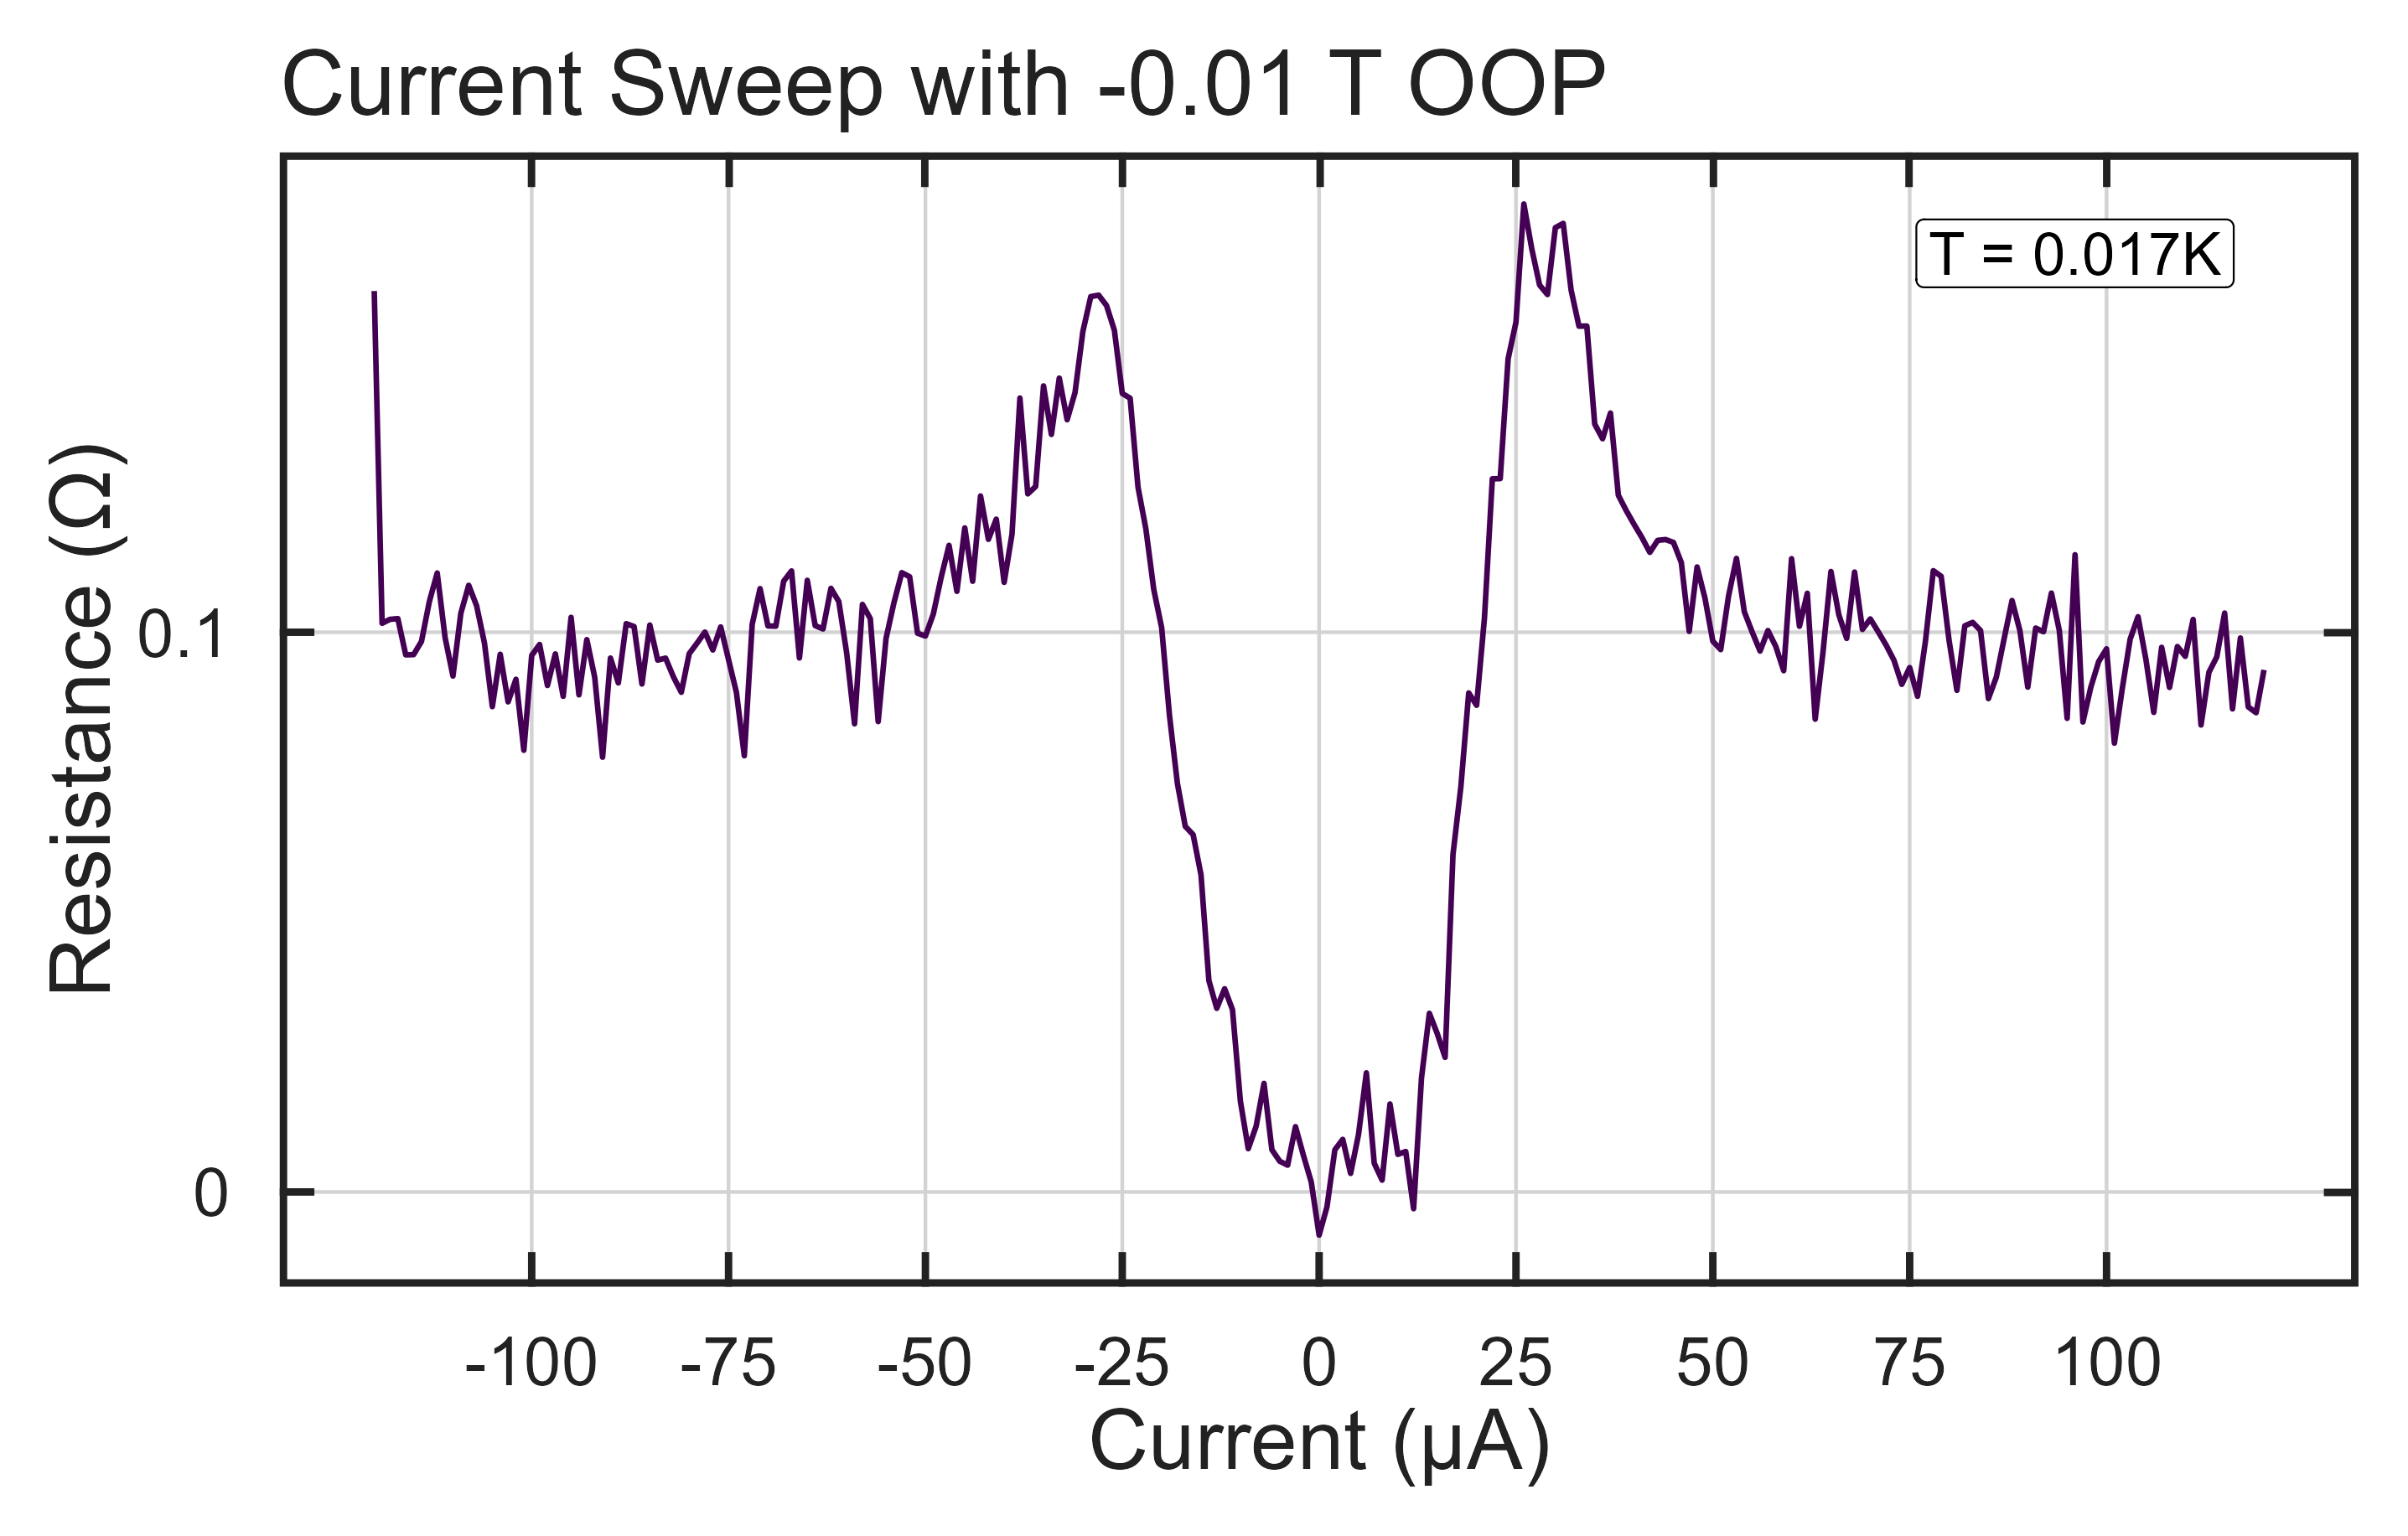 Current Sweep with -0.01 T OOP
T = 0.017K
Resistance (Ω)
0.1
0
-100 -75 -50 -25 0 25 50 75 100
Current (μA)